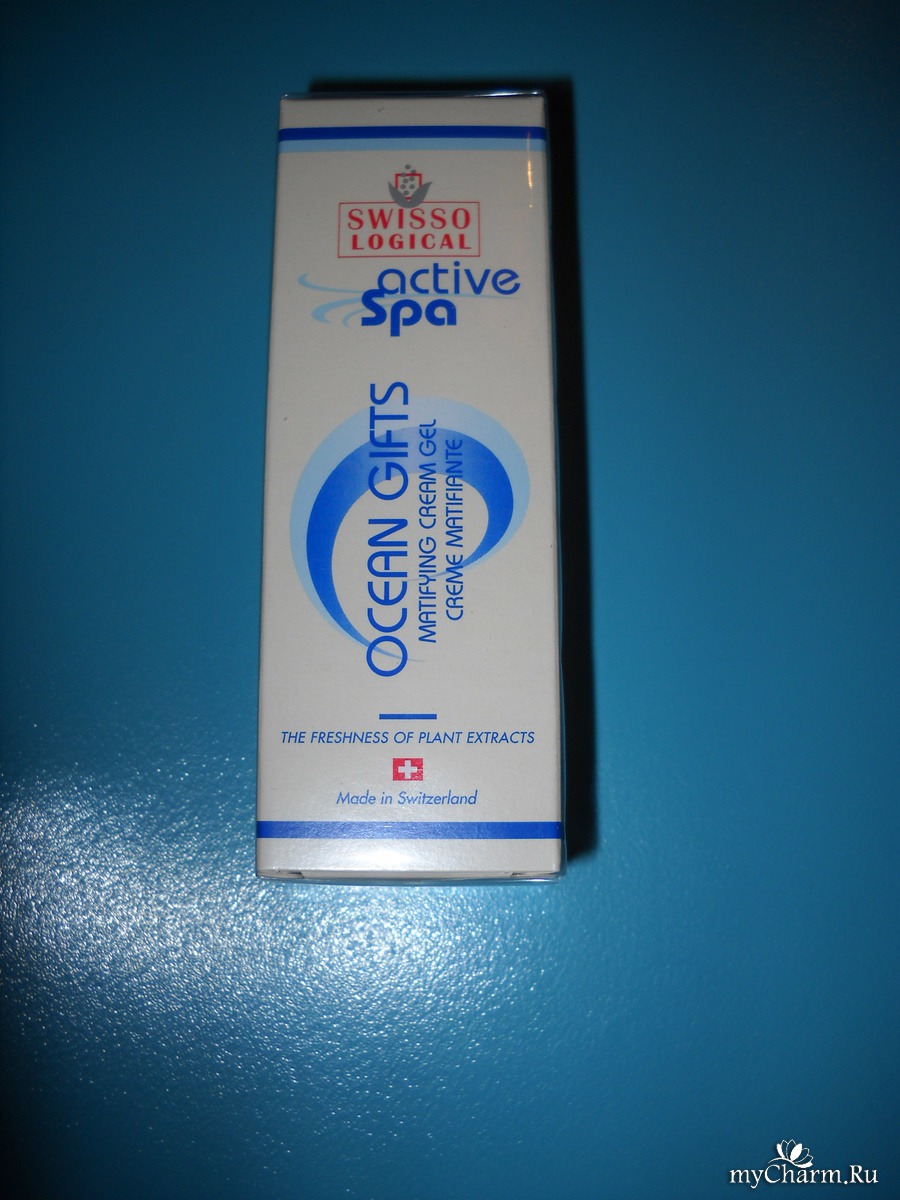 SWISSO
LOGICAL
active
Spa
OCEAN GIFTS
MATIFYING CREAM GEL
CREME MATIFIANTE
THE FRESHNESS OF PLANT EXTRACTS
Made in Switzerland
myCharm.Ru